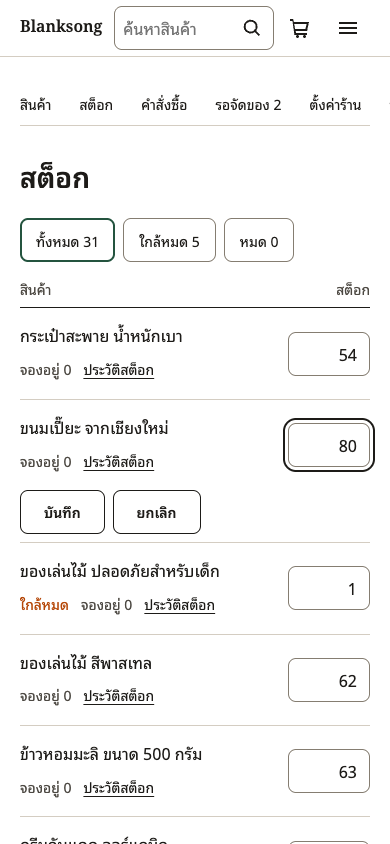 Blanksong
ค้นหาสินค้า
สินค้า สต็อก คำสั่งซื้อ รอจัดของ 2 ตั้งค่าร้าน
สต็อก
ทั้งหมด 31 ใกล้หมด 5 หมด 0
สินค้า สต็อก
กระเป๋าสะพาย น้ำหนักเบา
54
จองอยู่ 0 ประวัติสต็อก
ขนมเปี๊ยะ จากเชียงใหม่
80
จองอยู่ 0 ประวัติสต็อก
บันทึก ยกเลิก
ของเล่นไม้ ปลอดภัยสำหรับเด็ก
1
ใกล้หมด จองอยู่ 0 ประวัติสต็อก
ของเล่นไม้ สีพาสเทล
62
จองอยู่ 0 ประวัติสต็อก
ข้าวหอมมะลิ ขนาด 500 กรัม
63
จองอยู่ 0 ประวัติสต็อก